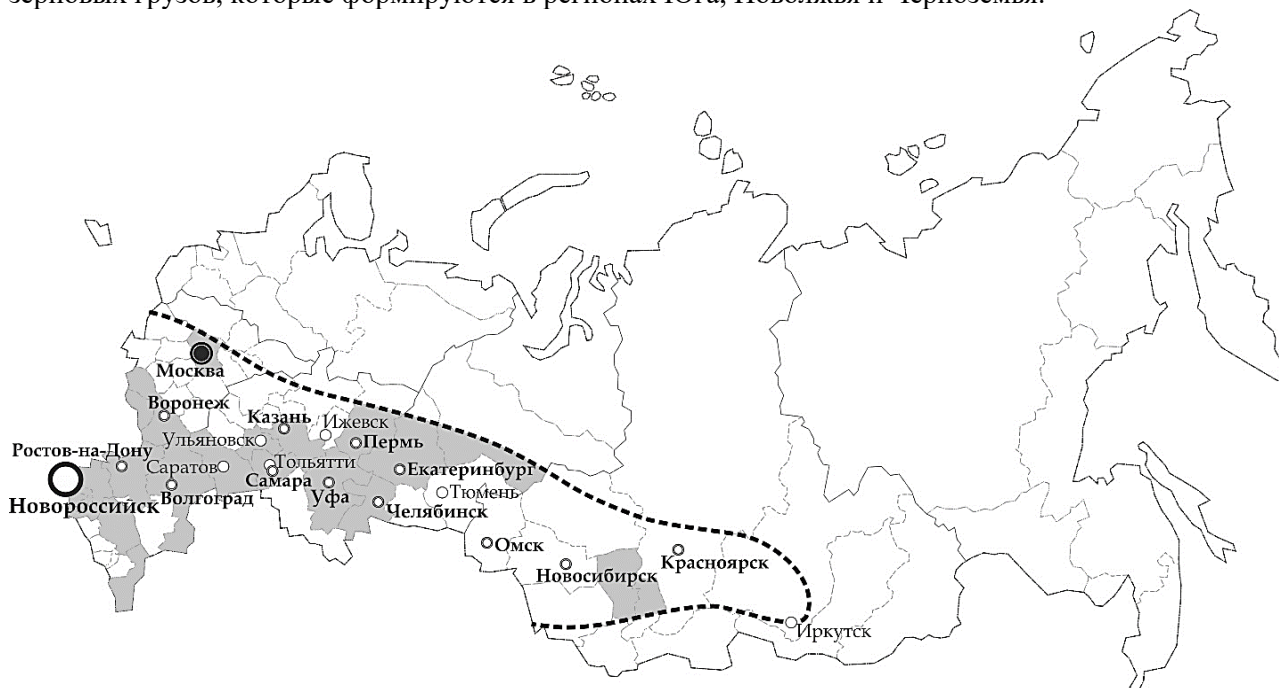 зерновых грузов, которые формируются в регионах Юга, Поволжья и Черноземья.
Москва
Воронеж
Казань
Ижевск
Ульяновск
Пермь
Ростов-на-Дону
Саратов
Тольятти
Екатеринбург
Самара
Уфа
Тюмень
Новороссийск
Волгоград
Челябинск
Омск
Новосибирск
Красноярск
Иркутск